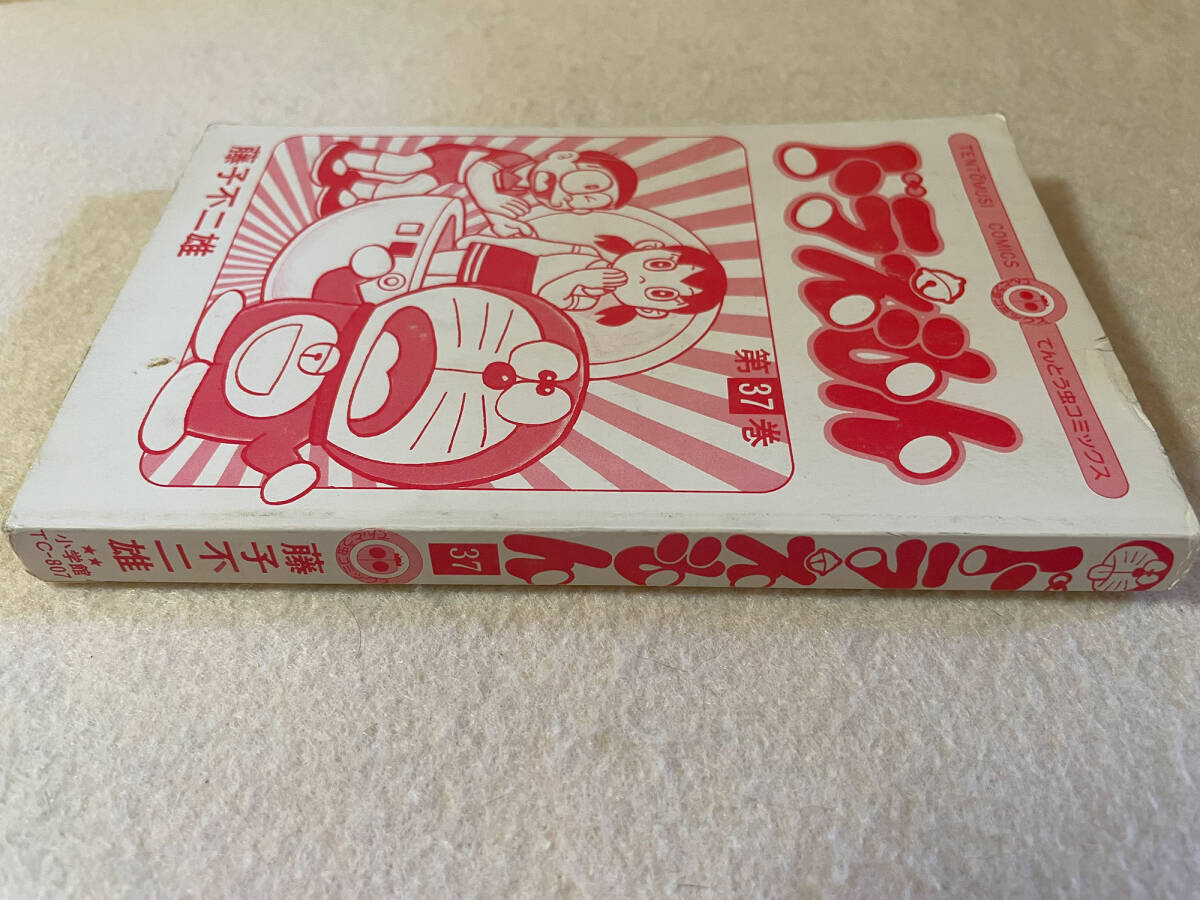 TENTŌMUSI COMICS
てんとう虫コミックス
ドラえもん
第37巻
藤子不二雄
ドラえもん
37
藤子不二雄
小学館
TC-807